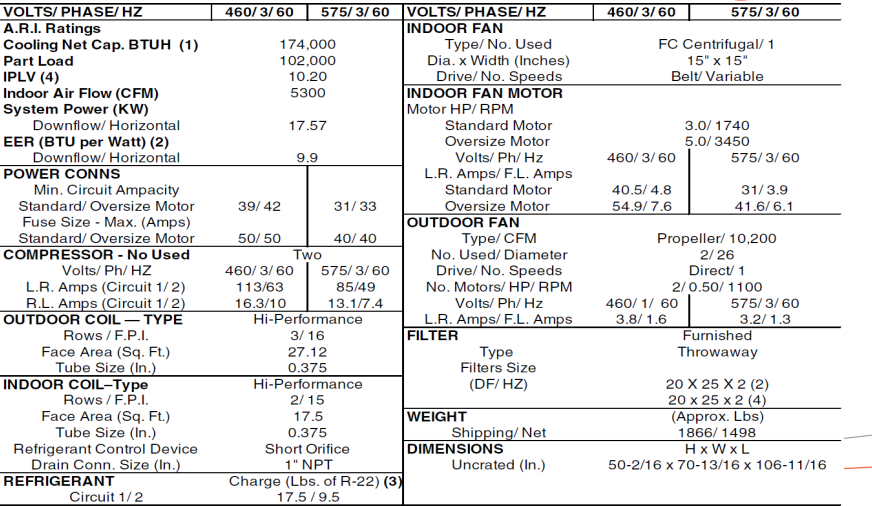 VOLTS/ PHASE/ HZ 460/ 3/ 60 575/ 3/ 60
A.R.I. Ratings
Cooling Net Cap. BTUH (1) 174,000
Part Load 102,000
IPLV (4) 10.20
Indoor Air Flow (CFM) 5300
System Power (KW)
Downflow/ Horizontal 17.57
EER (BTU per Watt) (2)
Downflow/ Horizontal 9.9
POWER CONNS
Min. Circuit Ampacity
Standard/ Oversize Motor 39/ 42 31/ 33
Fuse Size - Max. (Amps)
Standard/ Oversize Motor 50/ 50 40/ 40
COMPRESSOR - No Used Two
Volts/ Ph/ HZ 460/ 3/ 60 575/ 3/ 60
L.R. Amps (Circuit 1/ 2) 113/63 85/49
R.L. Amps (Circuit 1/ 2) 16.3/10 13.1/7.4
OUTDOOR COIL — TYPE Hi-Performance
Rows / F.P.I. 3/ 16
Face Area (Sq. Ft.) 27.12
Tube Size (In.) 0.375
INDOOR COIL–Type Hi-Performance
Rows / F.P.I. 2/ 15
Face Area (Sq. Ft.) 17.5
Tube Size (In.) 0.375
Refrigerant Control Device Short Orifice
Drain Conn. Size (In.) 1" NPT
REFRIGERANT Charge (Lbs. of R-22) (3)
Circuit 1/ 2 17.5 / 9.5
VOLTS/ PHASE/ HZ 460/ 3/ 60 575/ 3/ 60
INDOOR FAN
Type/ No. Used FC Centrifugal/ 1
Dia. x Width (Inches) 15" x 15"
Drive/ No. Speeds Belt/ Variable
INDOOR FAN MOTOR
Motor HP/ RPM
Standard Motor 3.0/ 1740
Oversize Motor 5.0/ 3450
Volts/ Ph/ Hz 460/ 3/ 60 575/ 3/ 60
L.R. Amps/ F.L. Amps
Standard Motor 40.5/ 4.8 31/ 3.9
Oversize Motor 54.9/ 7.6 41.6/ 6.1
OUTDOOR FAN
Type/ CFM Propeller/ 10,200
No. Used/ Diameter 2/ 26
Drive/ No. Speeds Direct/ 1
No. Motors/ HP/ RPM 2/ 0.50/ 1100
Volts/ Ph/ Hz 460/ 1/ 60 575/ 3/ 60
L.R. Amps/ F.L. Amps 3.8/ 1.6 3.2/ 1.3
FILTER Furnished
Type Throwaway
Filters Size
(DF/ HZ) 20 X 25 X 2 (2)
20 x 25 x 2 (4)
WEIGHT (Approx. Lbs)
Shipping/ Net 1866/ 1498
DIMENSIONS H x W x L
Uncrated (In.) 50-2/16 x 70-13/16 x 106-11/16